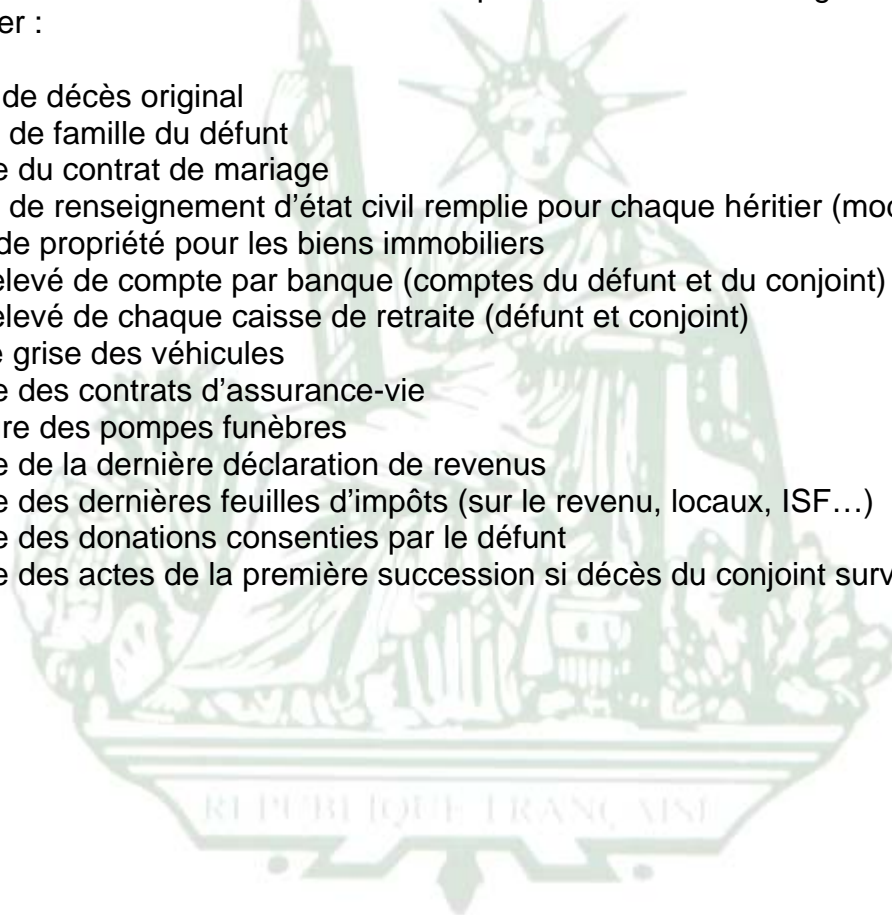 er :
de décès original
de famille du défunt
e du contrat de mariage
de renseignement d’état civil remplie pour chaque héritier (mod
de propriété pour les biens immobiliers
elevé de compte par banque (comptes du défunt et du conjoint)
elevé de chaque caisse de retraite (défunt et conjoint)
e grise des véhicules
e des contrats d’assurance-vie
re des pompes funèbres
e de la dernière déclaration de revenus
e des dernières feuilles d’impôts (sur le revenu, locaux, ISF…)
e des donations consenties par le défunt
e des actes de la première succession si décès du conjoint surv
REPUBLIQUE FRANÇAISE